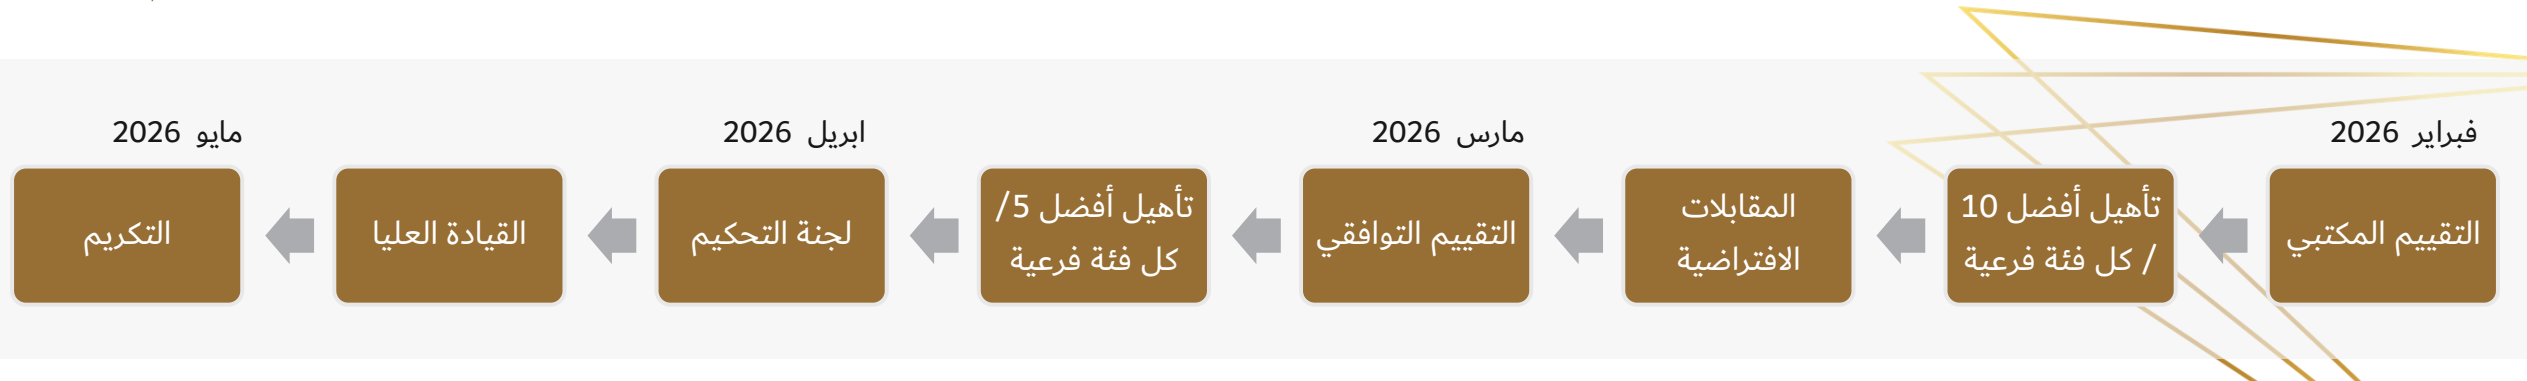 فبراير 2026
مارس 2026
ابريل 2026
مايو 2026
التقييم المكتبي
تأهيل أفضل 10
/ كل فئة فرعية
المقابلات
الافتراضية
التقييم التوافقي
تأهيل أفضل 5/
كل فئة فرعية
لجنة التحكيم
القيادة العليا
التكريم